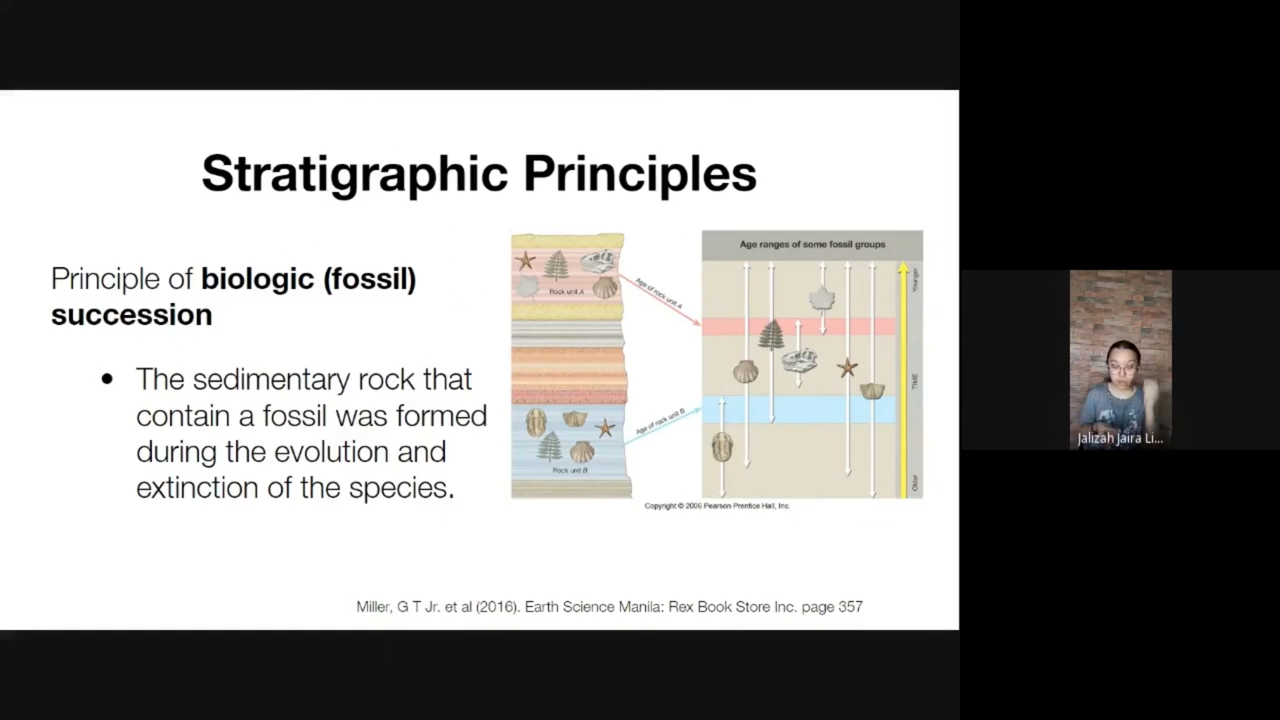 Stratigraphic Principles
Principle of biologic (fossil)
succession
• The sedimentary rock that
contain a fossil was formed
during the evolution and
extinction of the species.
Rock unit A
Rock unit B
Age of rock unit A
Age of rock unit B
Age ranges of some fossil groups
Younger
TIME
Older
Copyright © 2006 Pearson Prentice Hall, Inc.
Miller, G T Jr. et al (2016). Earth Science Manila: Rex Book Store Inc. page 357
Jalizah Jaira Li...